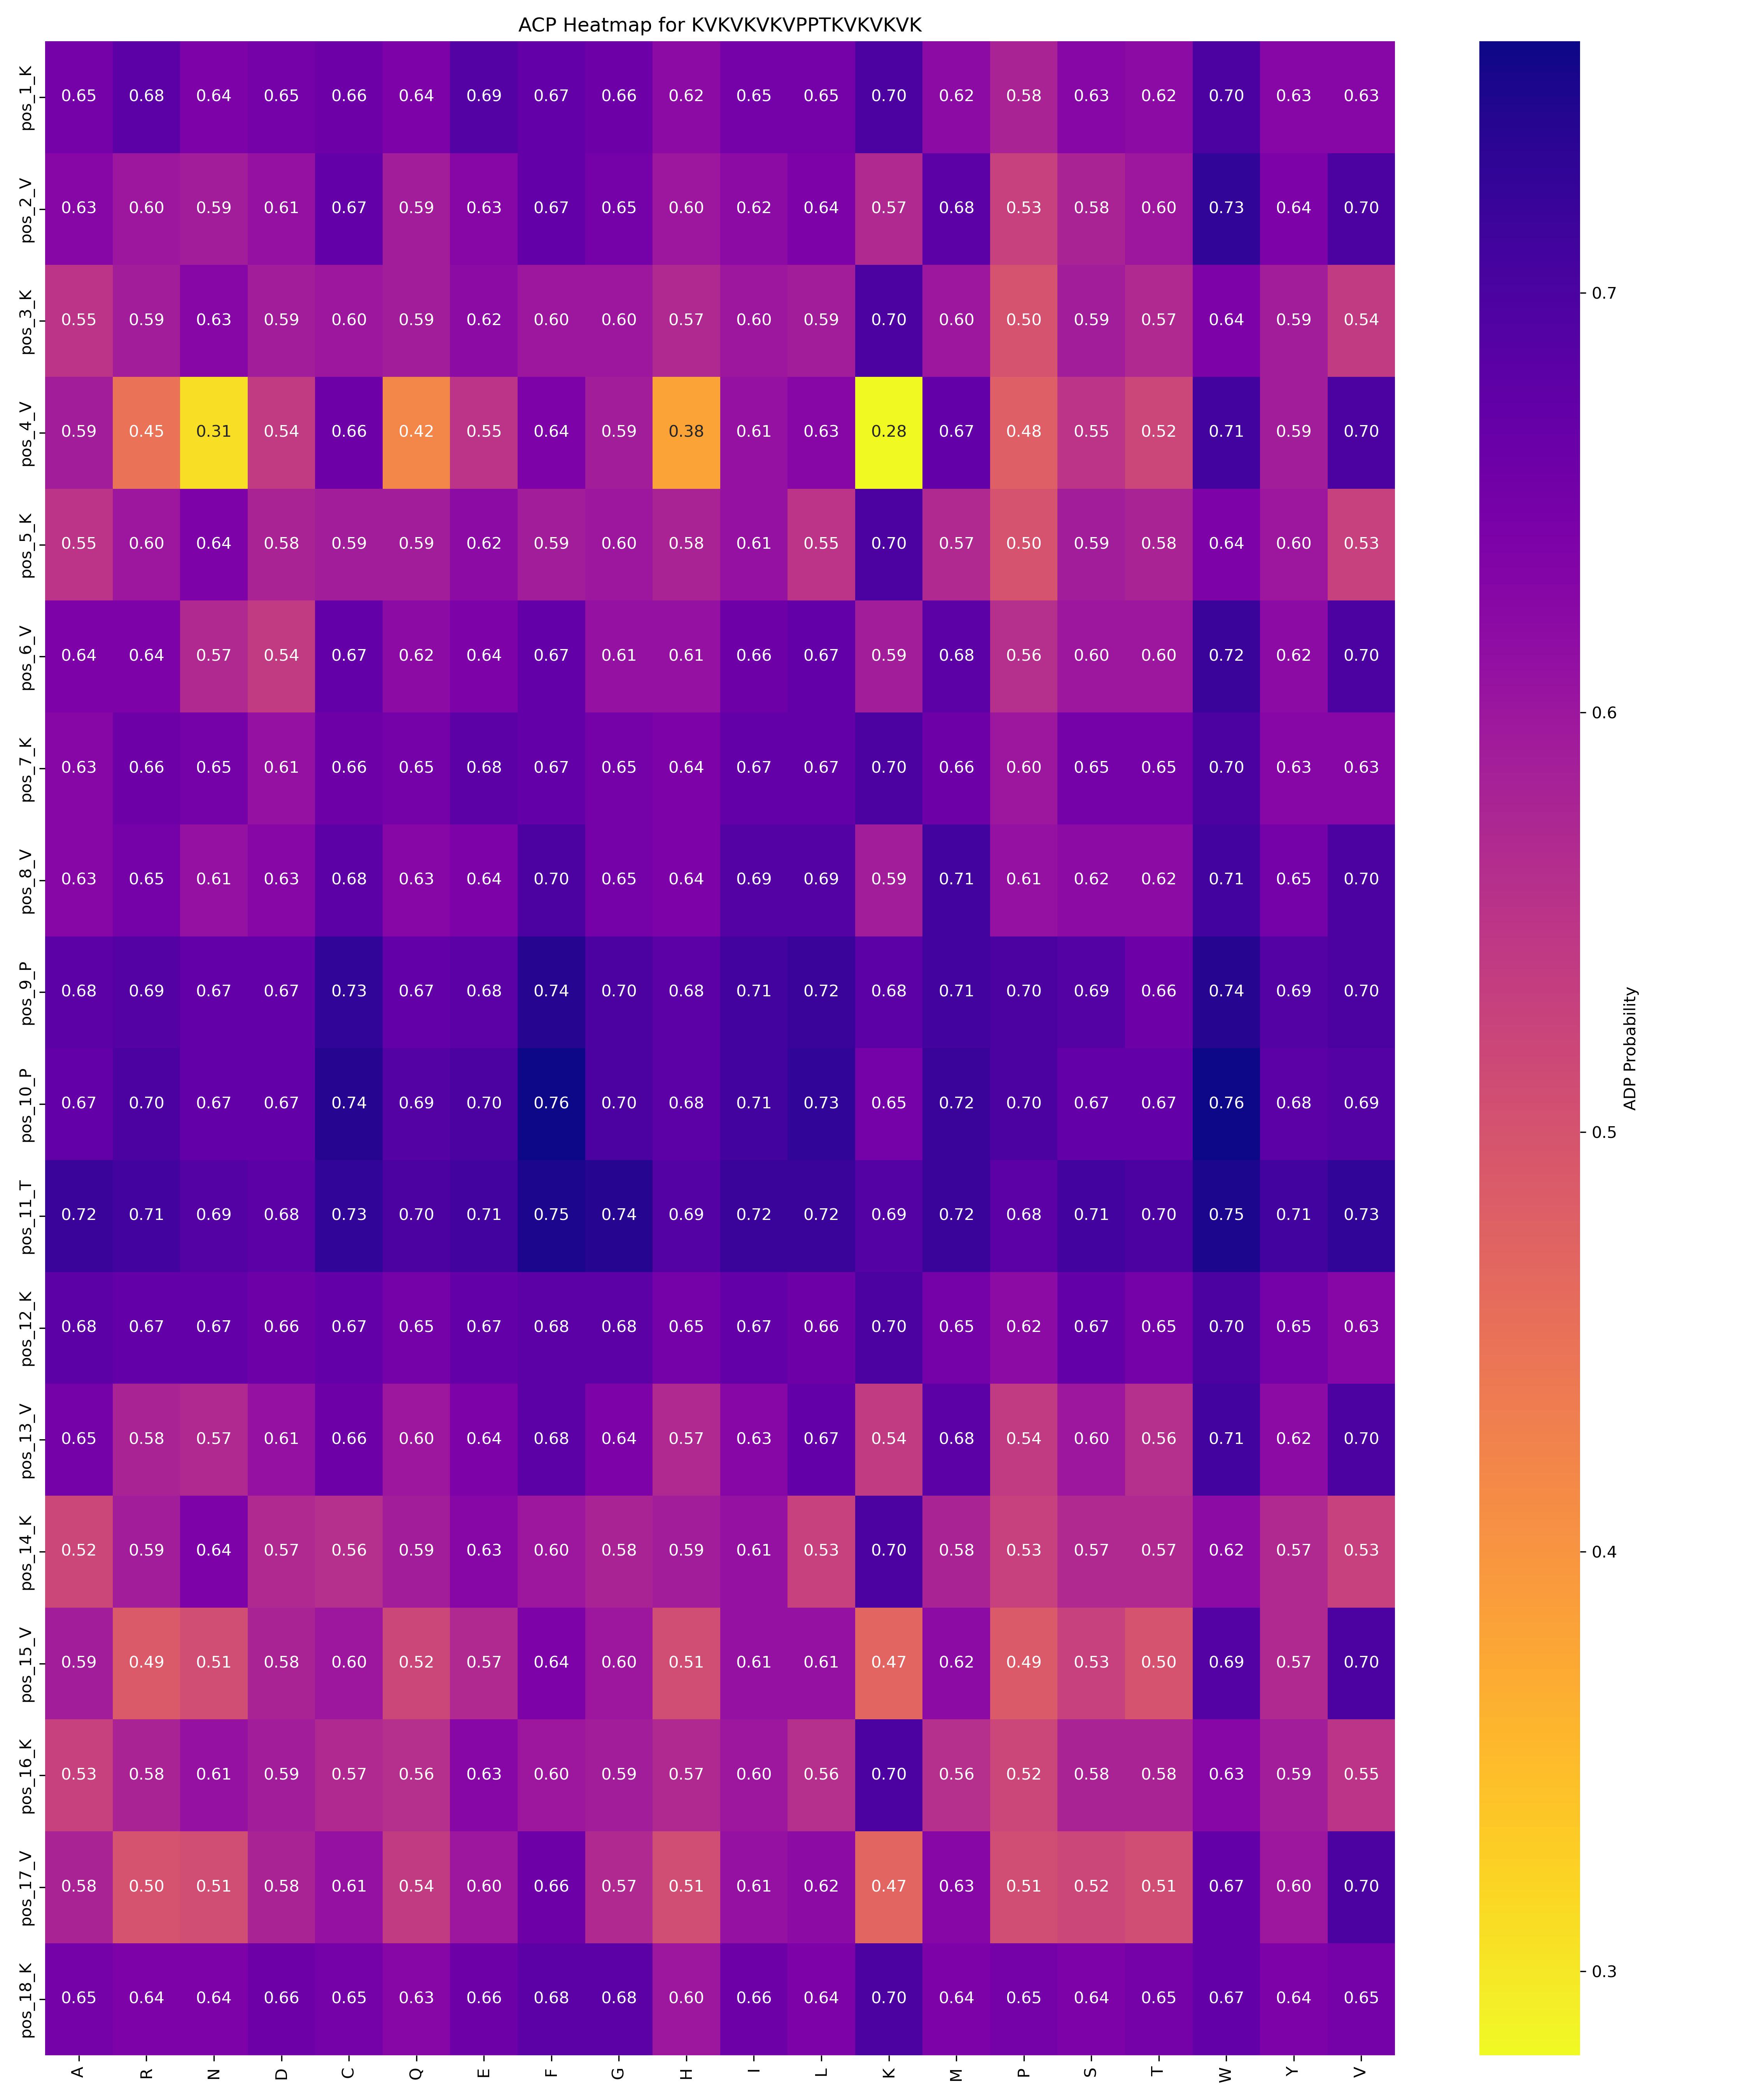 ACP Heatmap for KVKVKVKVPPTKVKVKVK
pos_1_K 0.65 0.68 0.64 0.65 0.66 0.64 0.69 0.67 0.66 0.62 0.65 0.65 0.70 0.62 0.58 0.63 0.62 0.70 0.63 0.63
pos_2_V 0.63 0.60 0.59 0.61 0.67 0.59 0.63 0.67 0.65 0.60 0.62 0.64 0.57 0.68 0.53 0.58 0.60 0.73 0.64 0.70
pos_3_K 0.55 0.59 0.63 0.59 0.60 0.59 0.62 0.60 0.60 0.57 0.60 0.59 0.70 0.60 0.50 0.59 0.57 0.64 0.59 0.54
pos_4_V 0.59 0.45 0.31 0.54 0.66 0.42 0.55 0.64 0.59 0.38 0.61 0.63 0.28 0.67 0.48 0.55 0.52 0.71 0.59 0.70
pos_5_K 0.55 0.60 0.64 0.58 0.59 0.59 0.62 0.59 0.60 0.58 0.61 0.55 0.70 0.57 0.50 0.59 0.58 0.64 0.60 0.53
pos_6_V 0.64 0.64 0.57 0.54 0.67 0.62 0.64 0.67 0.61 0.61 0.66 0.67 0.59 0.68 0.56 0.60 0.60 0.72 0.62 0.70
pos_7_K 0.63 0.66 0.65 0.61 0.66 0.65 0.68 0.67 0.65 0.64 0.67 0.67 0.70 0.66 0.60 0.65 0.65 0.70 0.63 0.63
pos_8_V 0.63 0.65 0.61 0.63 0.68 0.63 0.64 0.70 0.65 0.64 0.69 0.69 0.59 0.71 0.61 0.62 0.62 0.71 0.65 0.70
pos_9_P 0.68 0.69 0.67 0.67 0.73 0.67 0.68 0.74 0.70 0.68 0.71 0.72 0.68 0.71 0.70 0.69 0.66 0.74 0.69 0.70
pos_10_P 0.67 0.70 0.67 0.67 0.74 0.69 0.70 0.76 0.70 0.68 0.71 0.73 0.65 0.72 0.70 0.67 0.67 0.76 0.68 0.69
pos_11_T 0.72 0.71 0.69 0.68 0.73 0.70 0.71 0.75 0.74 0.69 0.72 0.72 0.69 0.72 0.68 0.71 0.70 0.75 0.71 0.73
pos_12_K 0.68 0.67 0.67 0.66 0.67 0.65 0.67 0.68 0.68 0.65 0.67 0.66 0.70 0.65 0.62 0.67 0.65 0.70 0.65 0.63
pos_13_V 0.65 0.58 0.57 0.61 0.66 0.60 0.64 0.68 0.64 0.57 0.63 0.67 0.54 0.68 0.54 0.60 0.56 0.71 0.62 0.70
pos_14_K 0.52 0.59 0.64 0.57 0.56 0.59 0.63 0.60 0.58 0.59 0.61 0.53 0.70 0.58 0.53 0.57 0.57 0.62 0.57 0.53
pos_15_V 0.59 0.49 0.51 0.58 0.60 0.52 0.57 0.64 0.60 0.51 0.61 0.61 0.47 0.62 0.49 0.53 0.50 0.69 0.57 0.70
pos_16_K 0.53 0.58 0.61 0.59 0.57 0.56 0.63 0.60 0.59 0.57 0.60 0.56 0.70 0.56 0.52 0.58 0.58 0.63 0.59 0.55
pos_17_V 0.58 0.50 0.51 0.58 0.61 0.54 0.60 0.66 0.57 0.51 0.61 0.62 0.47 0.63 0.51 0.52 0.51 0.67 0.60 0.70
pos_18_K 0.65 0.64 0.64 0.66 0.65 0.63 0.66 0.68 0.68 0.60 0.66 0.64 0.70 0.64 0.65 0.64 0.65 0.67 0.64 0.65
A R N D C Q E F G H I L K M P S T W Y V
0.7
0.6
0.5
0.4
0.3
ADP Probability